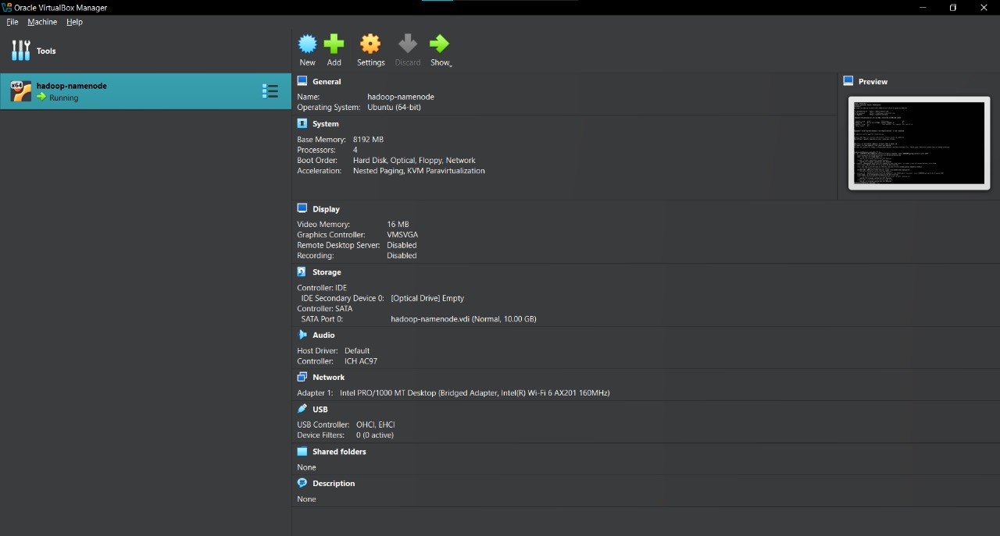 Oracle VirtualBox Manager
File Machine Help
Tools
hadoop-namenode
Running
New Add Settings Discard Show
General
Name: hadoop-namenode
Operating System: Ubuntu (64-bit)
System
Base Memory: 8192 MB
Processors: 4
Boot Order: Hard Disk, Optical, Floppy, Network
Acceleration: Nested Paging, KVM Paravirtualization
Preview
Display
Video Memory: 16 MB
Graphics Controller: VMSVGA
Remote Desktop Server: Disabled
Recording: Disabled
Storage
Controller: IDE
IDE Secondary Device 0: [Optical Drive] Empty
Controller: SATA
SATA Port 0: hadoop-namenode.vdi (Normal, 10.00 GB)
Audio
Host Driver: Default
Controller: ICH AC97
Network
Adapter 1: Intel PRO/1000 MT Desktop (Bridged Adapter, Intel(R) Wi-Fi 6 AX201 160MHz)
USB
USB Controller: OHCI, EHCI
Device Filters: 0 (0 active)
Shared folders
None
Description
None